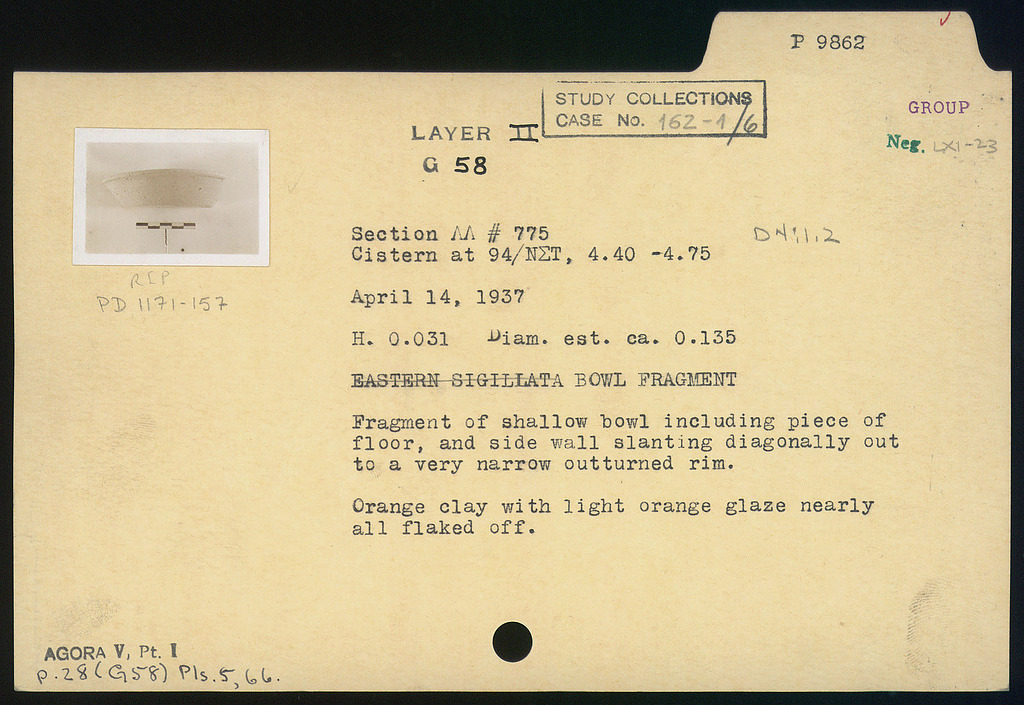 P 9862
STUDY COLLECTIONS
CASE No. 162-1/6
GROUP
Neg. LXI-23
LAYER II
G 58
Section ΛΛ # 775
Cistern at 94/ΝΣΤ, 4.40 -4.75
April 14, 1937
H. 0.031 Diam. est. ca. 0.135
EASTERN SIGILLATA BOWL FRAGMENT
Fragment of shallow bowl including piece of
floor, and side wall slanting diagonally out
to a very narrow outturned rim.
Orange clay with light orange glaze nearly
all flaked off.
PD 1171-157
AGORA V, Pt. I
p.28 (G58) Pls.5, 66.